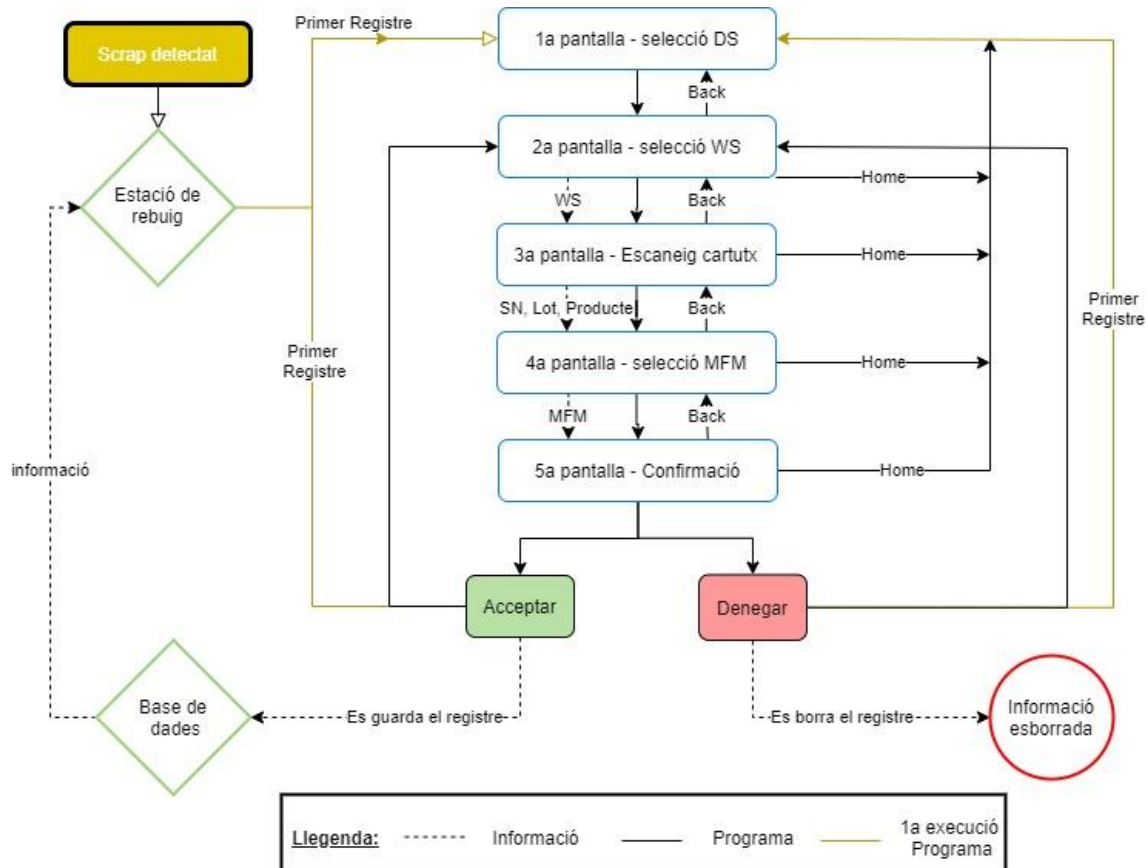 Primer Registre
Scrap detectat
1a pantalla - selecció DS
Back
2a pantalla - selecció WS
Estació de
rebuig
Home
WS
Back
3a pantalla - Escaneig cartutx
Home
SN, Lot, Producte
Back
Primer
Registre
Primer
Registre
4a pantalla - selecció MFM
Home
MFM
Back
informació
5a pantalla - Confirmació
Home
Acceptar
Denegar
Base de
dades
Es guarda el registre
Es borra el registre
Informació
esborrada
Llegenda:
Informació
Programa
1a execució
Programa